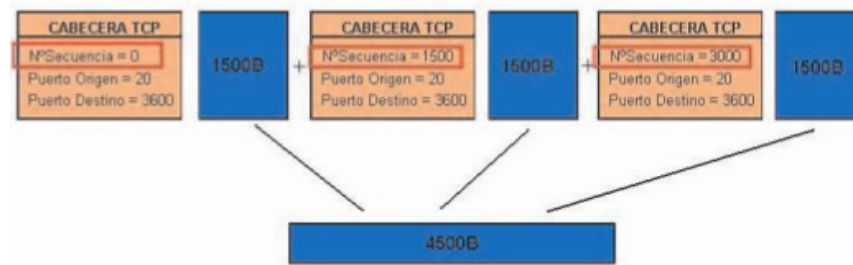 CABECERA TCP
NºSecuencia = 0
Puerto Origen = 20
Puerto Destino = 3600
1500B
+
CABECERA TCP
NºSecuencia = 1500
Puerto Origen = 20
Puerto Destino = 3600
1500B
+
CABECERA TCP
NºSecuencia = 3000
Puerto Origen = 20
Puerto Destino = 3600
1500B
4500B